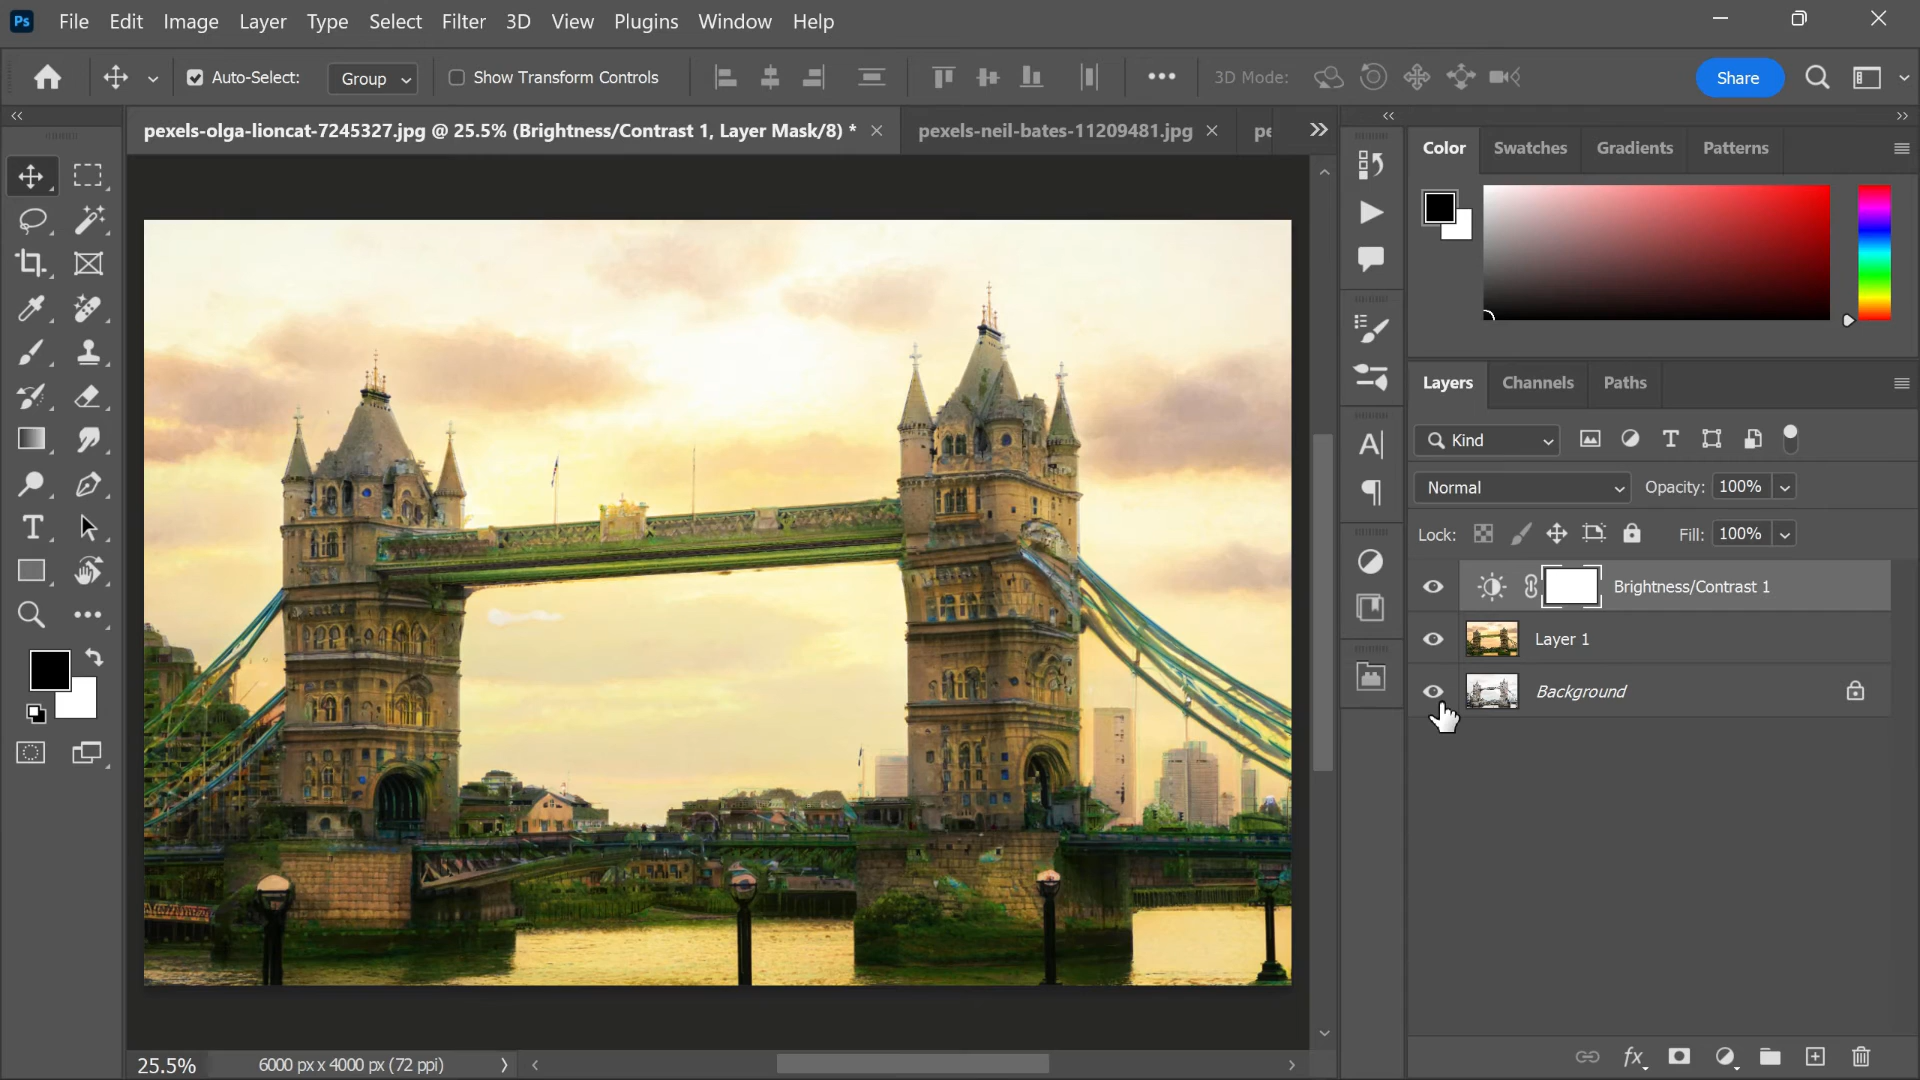 Ps File Edit Image Layer Type Select Filter 3D View Plugins Window Help
Auto-Select: Group Show Transform Controls 3D Mode: Share
pexels-olga-lioncat-7245327.jpg @ 25.5% (Brightness/Contrast 1, Layer Mask/8) * pexels-neil-bates-11209481.jpg pe
Color Swatches Gradients Patterns
Layers Channels Paths
Kind
Normal Opacity: 100%
Lock: Fill: 100%
Brightness/Contrast 1
Layer 1
Background
25.5% 6000 px x 4000 px (72 ppi)